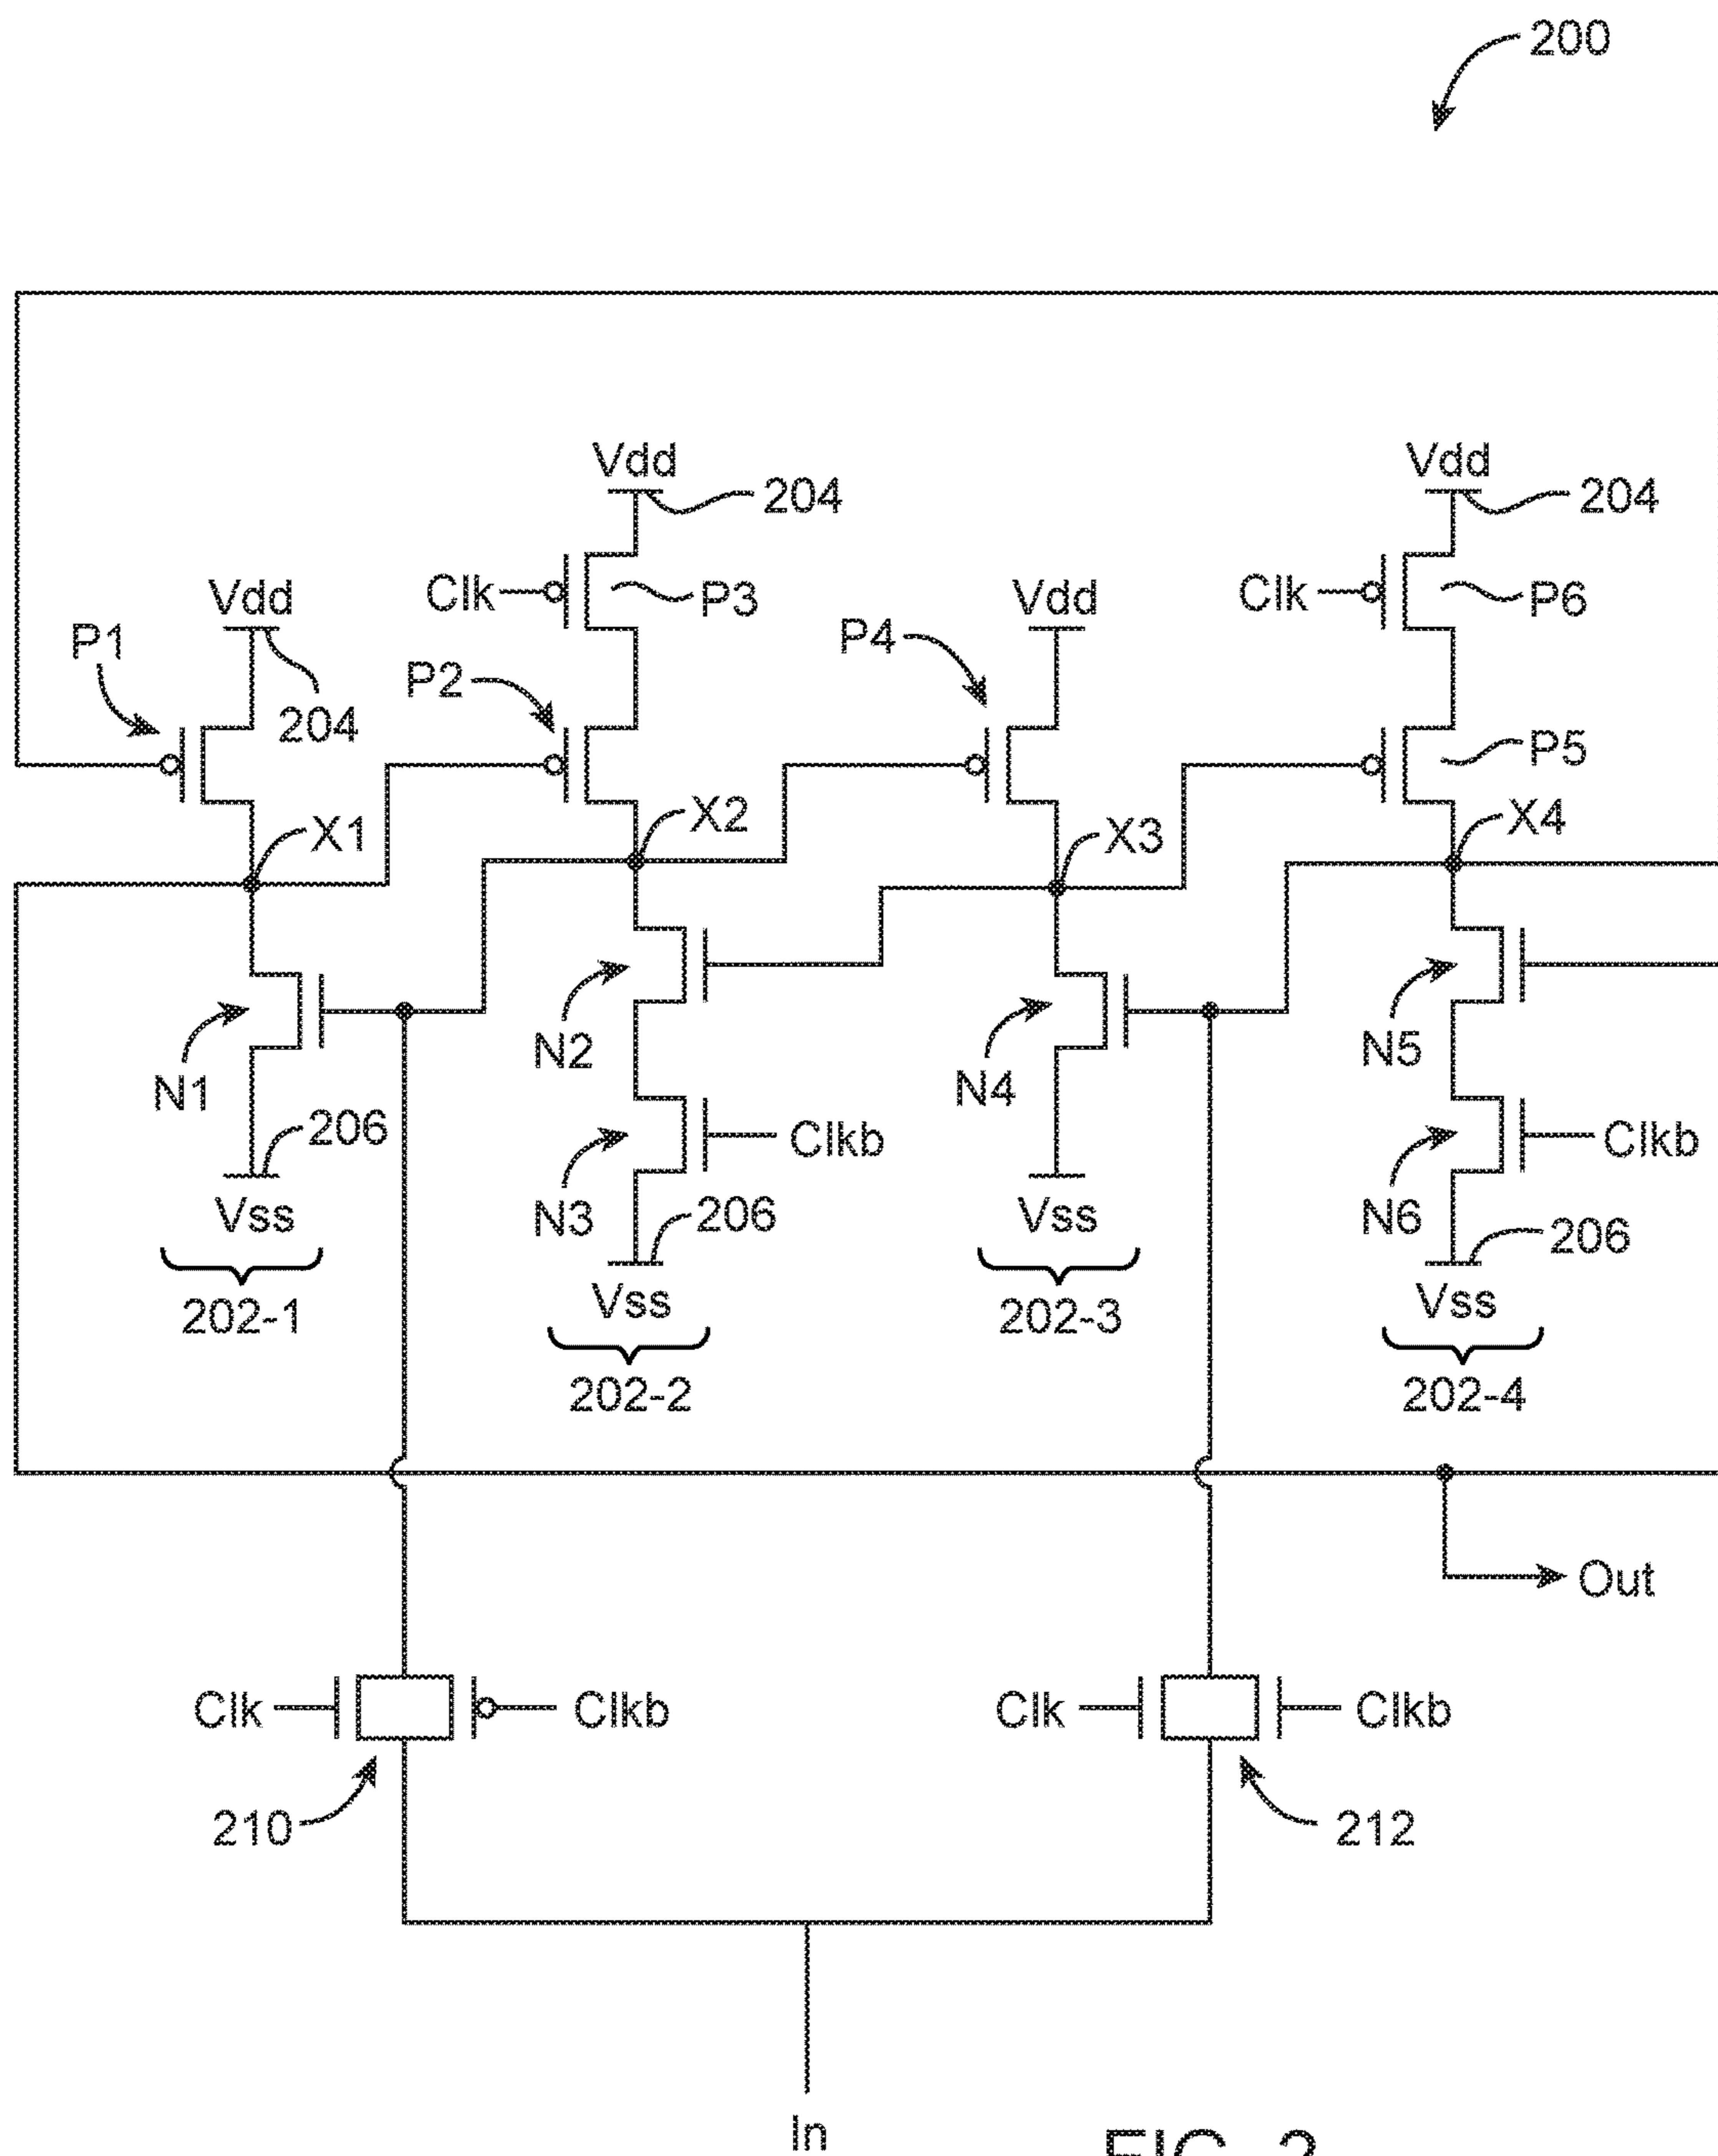 200
Vdd
204
Vdd
204
Clk
P3
Clk
P6
Vdd
Vdd
P1
P4
P2
204
P5
X1
X2
X3
X4
N1
N2
N4
N5
206
Clkb
Clkb
N3
206
N6
206
Vss
Vss
202-1
Vss
202-3
Vss
202-2
202-4
Out
Clk
Clkb
Clk
Clkb
210
212
In
FIG. 2